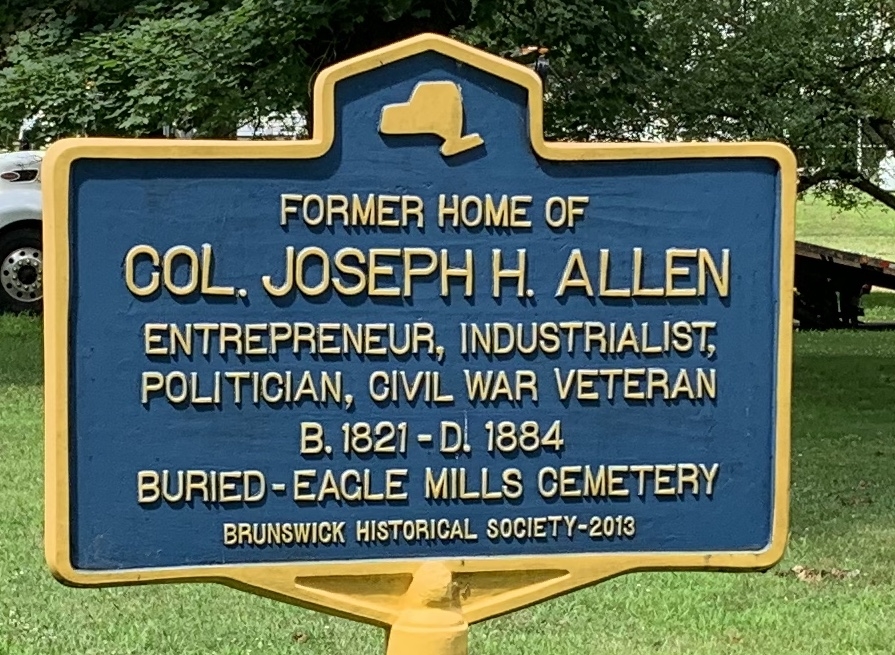 FORMER HOME OF
COL. JOSEPH H. ALLEN
ENTREPRENEUR, INDUSTRIALIST,
POLITICIAN, CIVIL WAR VETERAN
B. 1821 - D. 1884
BURIED - EAGLE MILLS CEMETERY
BRUNSWICK HISTORICAL SOCIETY-2013